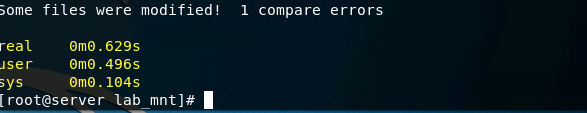 Some files were modified!  1 compare errors
real    0m0.629s
user    0m0.496s
sys     0m0.104s
[root@server lab_mnt]#